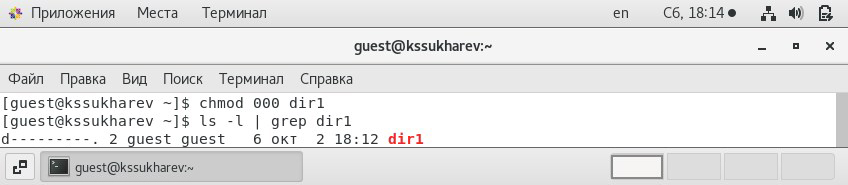 Приложения Места Терминал en Сб, 18:14
guest@kssukharev:~
Файл Правка Вид Поиск Терминал Справка
[guest@kssukharev ~]$ chmod 000 dir1
[guest@kssukharev ~]$ ls -l | grep dir1
d---------. 2 guest guest   6 окт  2 18:12 dir1
guest@kssukharev:~